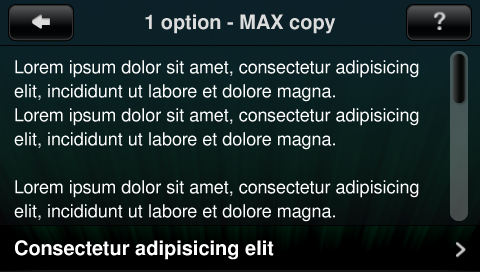 1 option - MAX copy
?
Lorem ipsum dolor sit amet, consectetur adipisicing
elit, incididunt ut labore et dolore magna.
Lorem ipsum dolor sit amet, consectetur adipisicing
elit, incididunt ut labore et dolore magna.
Lorem ipsum dolor sit amet, consectetur adipisicing
elit, incididunt ut labore et dolore magna.
Consectetur adipisicing elit